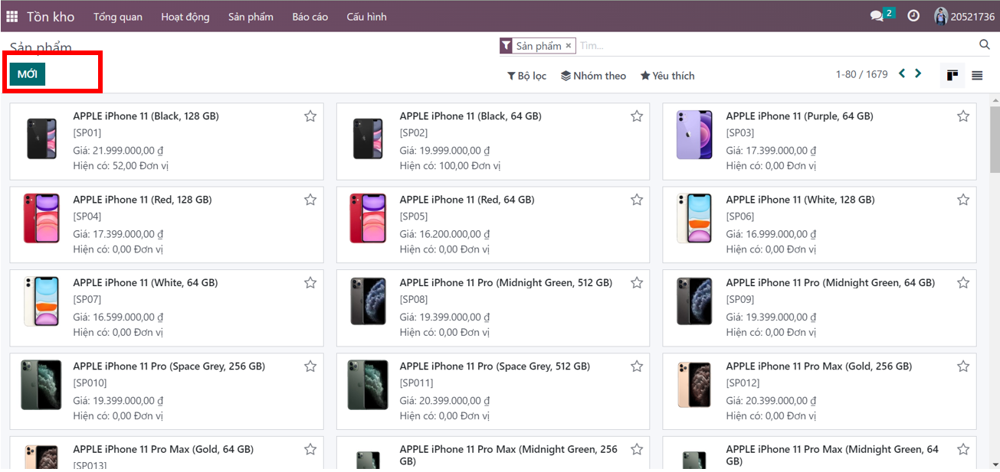 Tồn kho Tổng quan Hoạt động Sản phẩm Báo cáo Cấu hình 2 20521736
Sản phẩm
Sản phẩm × Tìm...
MỚI
Bộ lọc Nhóm theo Yêu thích 1-80 / 1679
APPLE iPhone 11 (Black, 128 GB)
[SP01]
Giá: 21.999.000,00 ₫
Hiện có: 52,00 Đơn vị
APPLE iPhone 11 (Black, 64 GB)
[SP02]
Giá: 19.999.000,00 ₫
Hiện có: 100,00 Đơn vị
APPLE iPhone 11 (Purple, 64 GB)
[SP03]
Giá: 17.399.000,00 ₫
Hiện có: 0,00 Đơn vị
APPLE iPhone 11 (Red, 128 GB)
[SP04]
Giá: 17.399.000,00 ₫
Hiện có: 0,00 Đơn vị
APPLE iPhone 11 (Red, 64 GB)
[SP05]
Giá: 16.200.000,00 ₫
Hiện có: 0,00 Đơn vị
APPLE iPhone 11 (White, 128 GB)
[SP06]
Giá: 16.999.000,00 ₫
Hiện có: 0,00 Đơn vị
APPLE iPhone 11 (White, 64 GB)
[SP07]
Giá: 16.599.000,00 ₫
Hiện có: 0,00 Đơn vị
APPLE iPhone 11 Pro (Midnight Green, 512 GB)
[SP08]
Giá: 19.399.000,00 ₫
Hiện có: 0,00 Đơn vị
APPLE iPhone 11 Pro (Midnight Green, 64 GB)
[SP09]
Giá: 19.399.000,00 ₫
Hiện có: 0,00 Đơn vị
APPLE iPhone 11 Pro (Space Grey, 256 GB)
[SP010]
Giá: 19.399.000,00 ₫
Hiện có: 0,00 Đơn vị
APPLE iPhone 11 Pro (Space Grey, 512 GB)
[SP011]
Giá: 20.399.000,00 ₫
Hiện có: 0,00 Đơn vị
APPLE iPhone 11 Pro Max (Gold, 256 GB)
[SP012]
Giá: 20.399.000,00 ₫
Hiện có: 0,00 Đơn vị
APPLE iPhone 11 Pro Max (Gold, 64 GB)
[SP013]
APPLE iPhone 11 Pro Max (Midnight Green, 256
GB)
APPLE iPhone 11 Pro Max (Midnight Green, 64
GB)